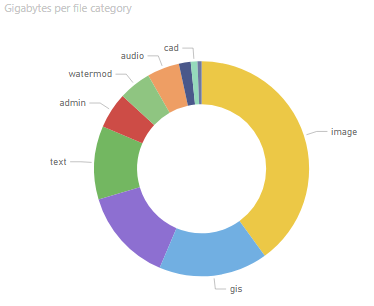 Gigabytes per file category
cad
audio
watermod
image
admin
text
gis